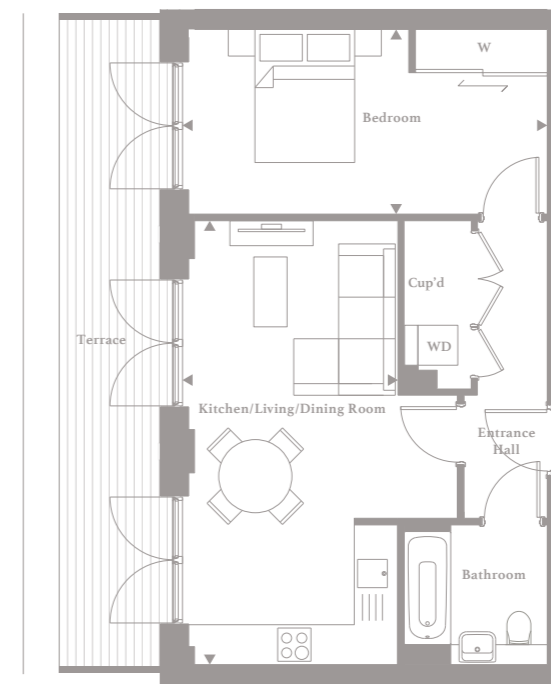 W
Bedroom
Cup'd
Terrace
WD
Kitchen/Living/Dining Room
Entrance
Hall
Bathroom